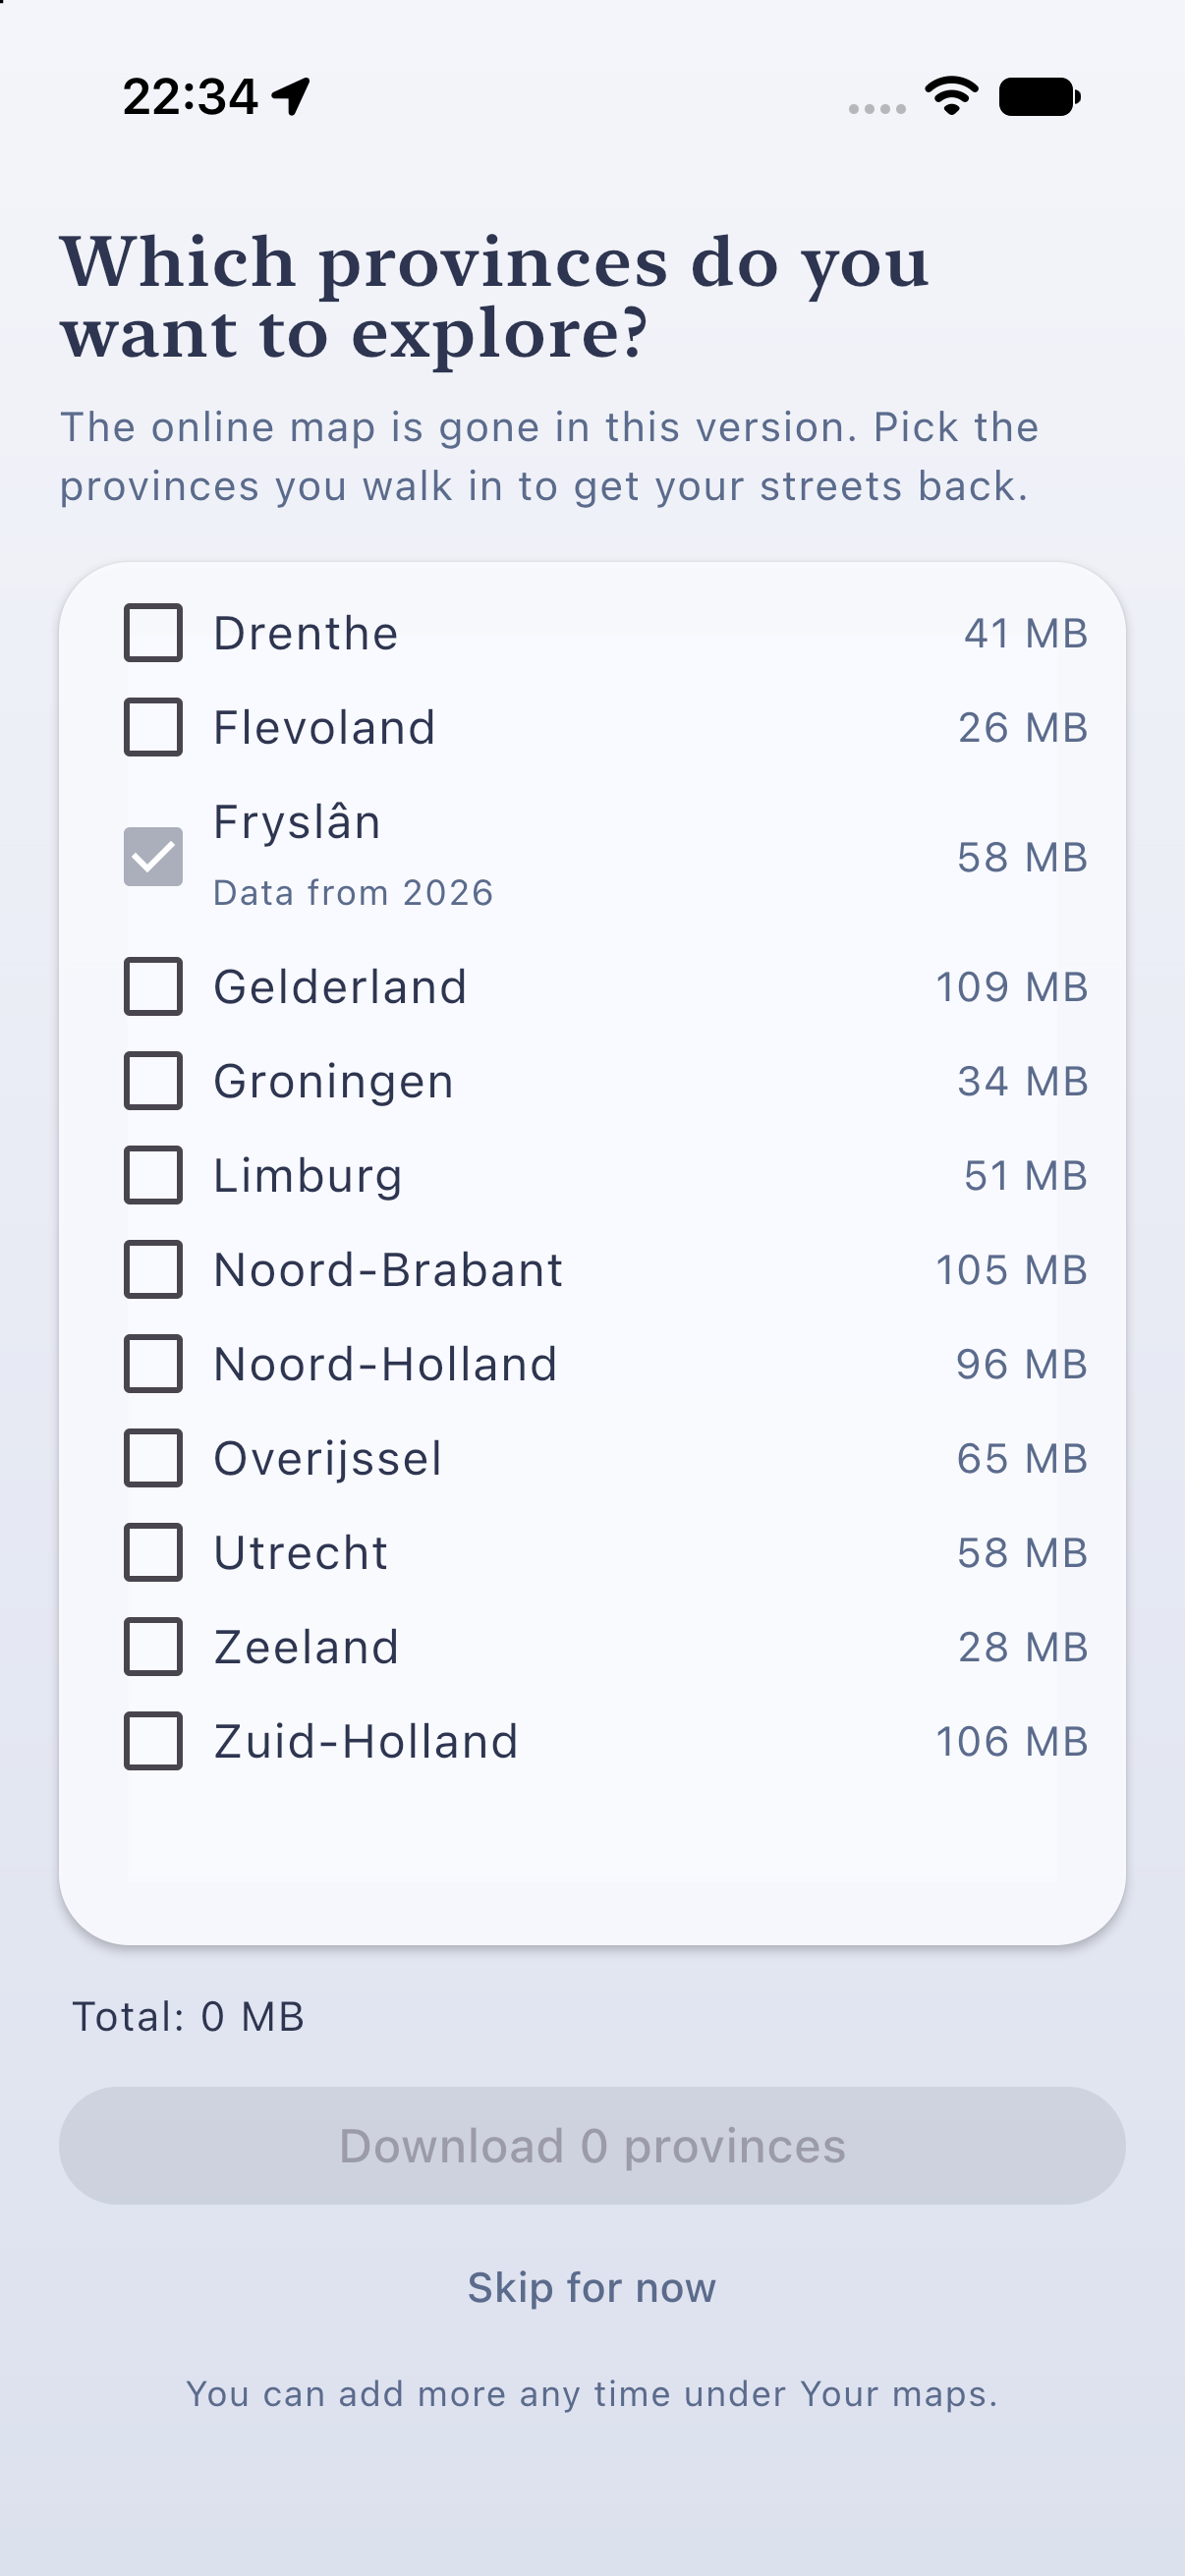 22:34
Which provinces do you
want to explore?
The online map is gone in this version. Pick the
provinces you walk in to get your streets back.
Drenthe 41 MB
Flevoland 26 MB
Fryslân 58 MB
Data from 2026
Gelderland 109 MB
Groningen 34 MB
Limburg 51 MB
Noord-Brabant 105 MB
Noord-Holland 96 MB
Overijssel 65 MB
Utrecht 58 MB
Zeeland 28 MB
Zuid-Holland 106 MB
Total: 0 MB
Download 0 provinces
Skip for now
You can add more any time under Your maps.